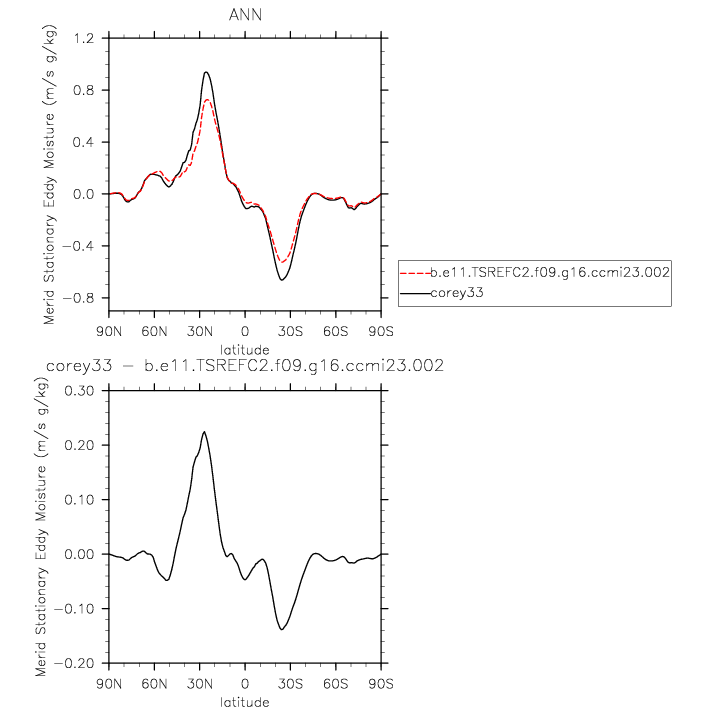 ANN
Merid Stationary Eddy Moisture (m/s g/kg)
1.2
0.8
0.4
0.0
−0.4
−0.8
90N 60N 30N 0 30S 60S 90S
latitude
b.e11.TSREFC2.f09.g16.ccmi23.002
corey33
corey33 − b.e11.TSREFC2.f09.g16.ccmi23.002
Merid Stationary Eddy Moisture (m/s g/kg)
0.30
0.20
0.10
0.00
−0.10
−0.20
90N 60N 30N 0 30S 60S 90S
latitude